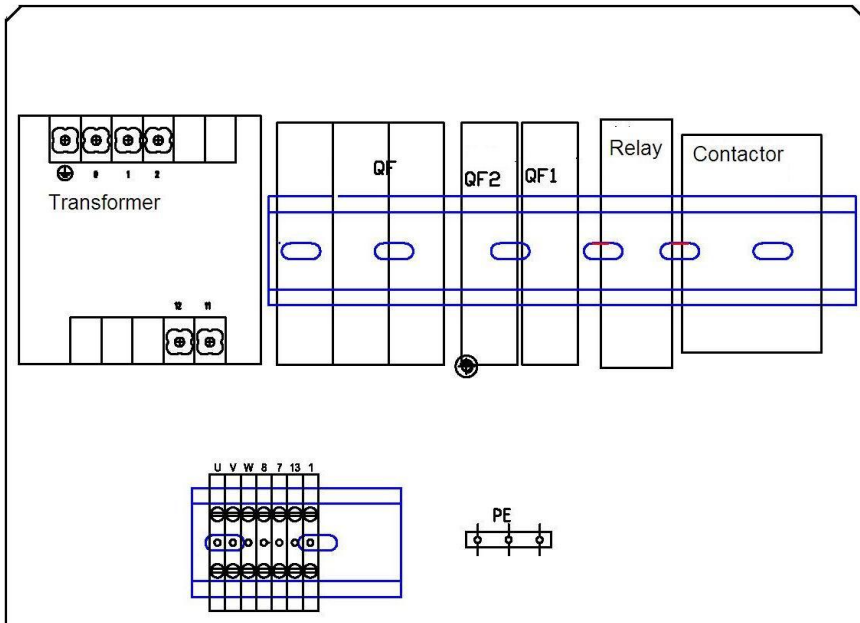 QF
Relay
Contactor
QF2
QF1
0 1 2
Transformer
12 11
U V W 8 7 13 1
PE